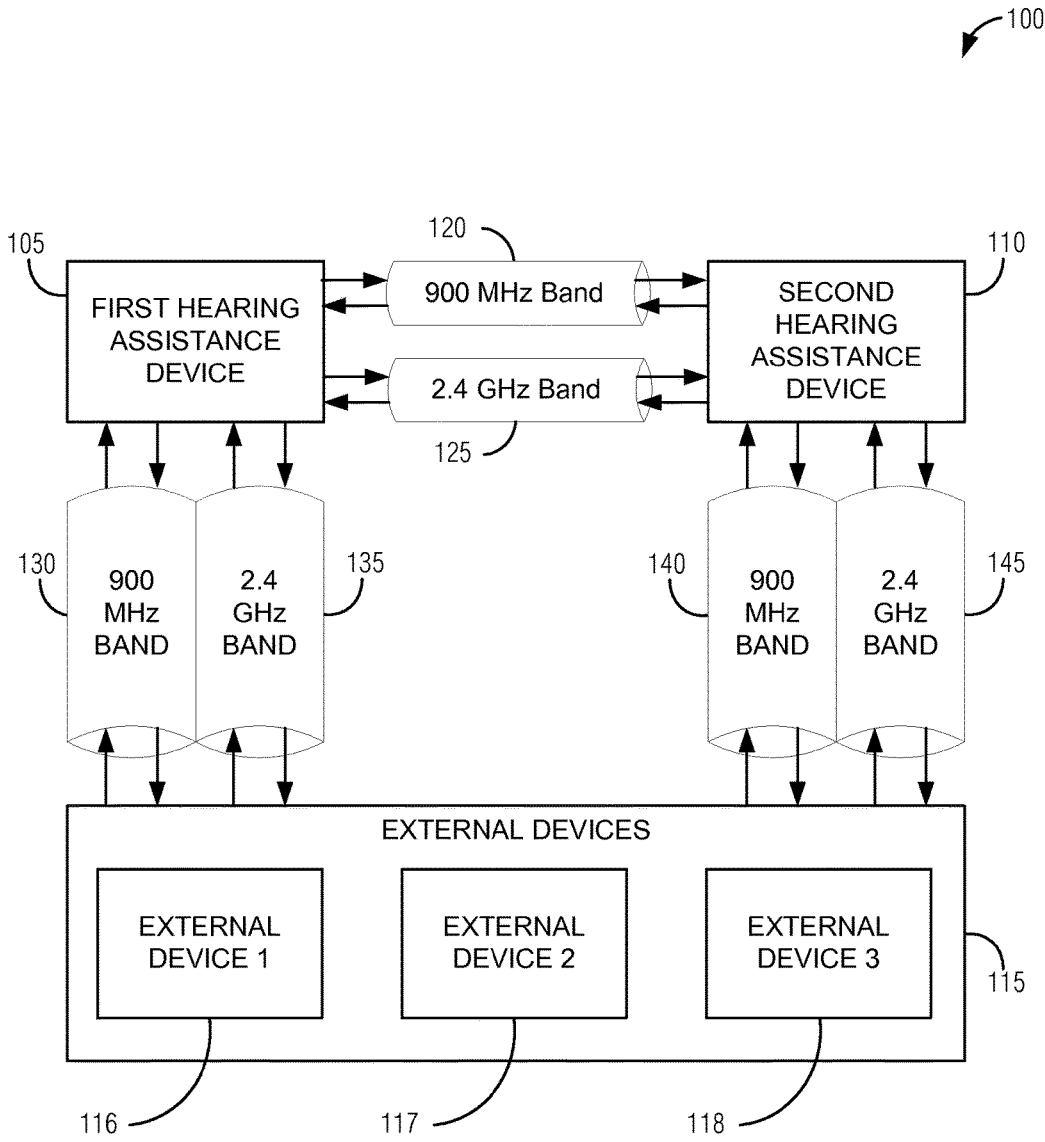 100
105
120
110
FIRST HEARING
ASSISTANCE
DEVICE
900 MHz Band
2.4 GHz Band
125
SECOND
HEARING
ASSISTANCE
DEVICE
130
900
MHz
BAND
2.4
GHz
BAND
135
140
900
MHz
BAND
2.4
GHz
BAND
145
EXTERNAL DEVICES
EXTERNAL
DEVICE 1
EXTERNAL
DEVICE 2
EXTERNAL
DEVICE 3
115
116
117
118